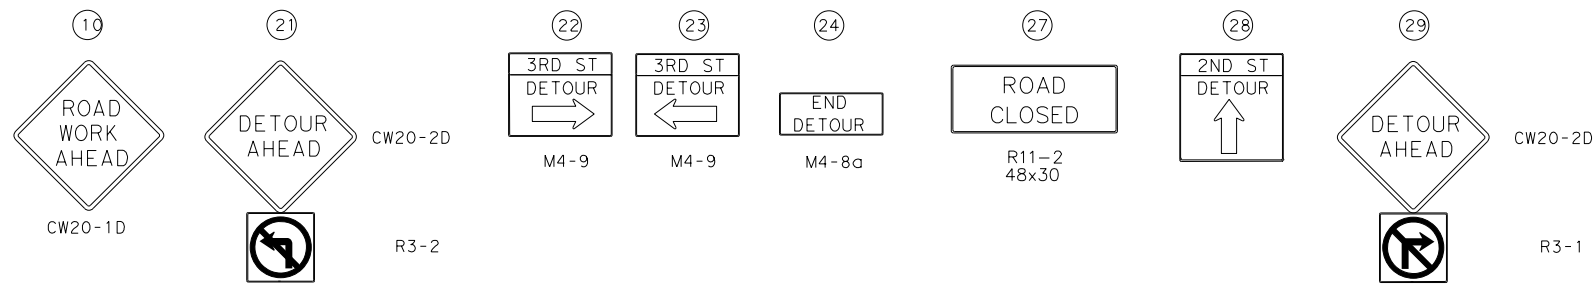 10
21
22
23
24
27
28
29
ROAD
WORK
AHEAD
CW20-1D
DETOUR
AHEAD
CW20-2D
R3-2
3RD ST
DETOUR
M4-9
3RD ST
DETOUR
M4-9
END
DETOUR
M4-8a
ROAD
CLOSED
R11-2
48x30
2ND ST
DETOUR
DETOUR
AHEAD
CW20-2D
R3-1